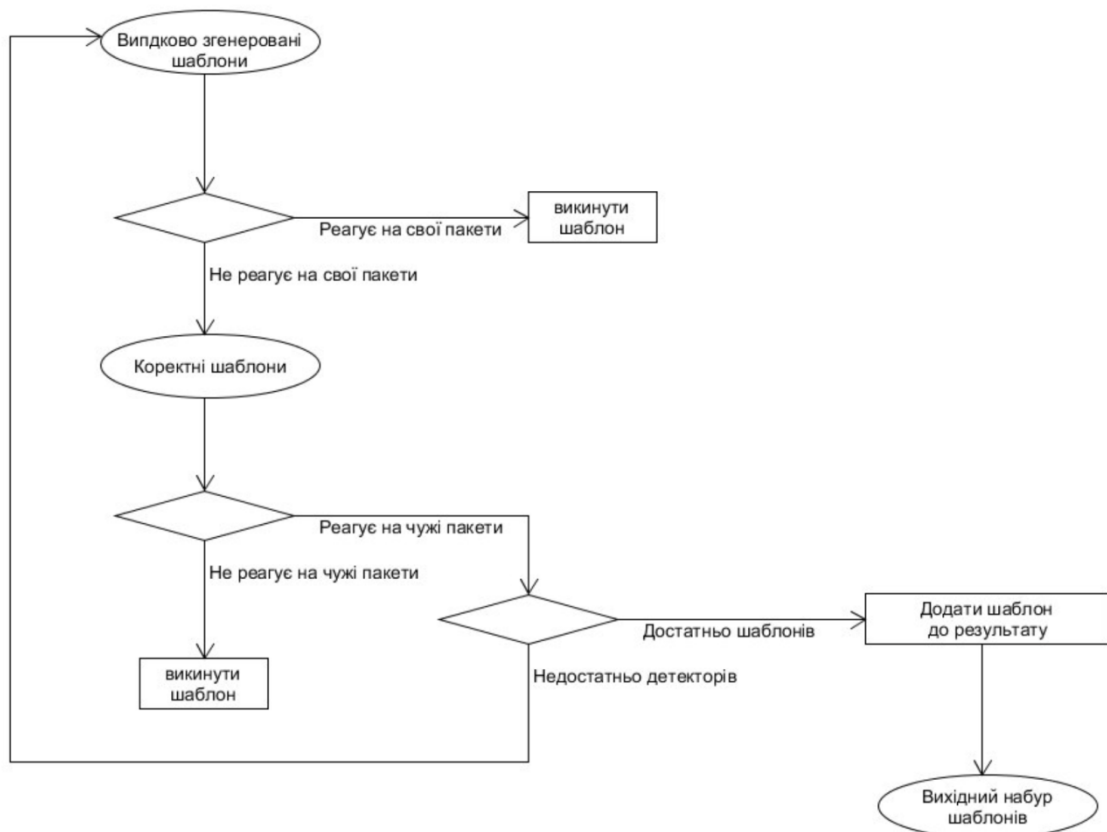 Випдково згенеровані
шаблони
Реагує на свої пакети
викинути
шаблон
Не реагує на свої пакети
Коректні шаблони
Реагує на чужі пакети
Не реагує на чужі пакети
викинути
шаблон
Достатньо шаблонів
Додати шаблон
до результату
Недостатньо детекторів
Вихідний набур
шаблонів